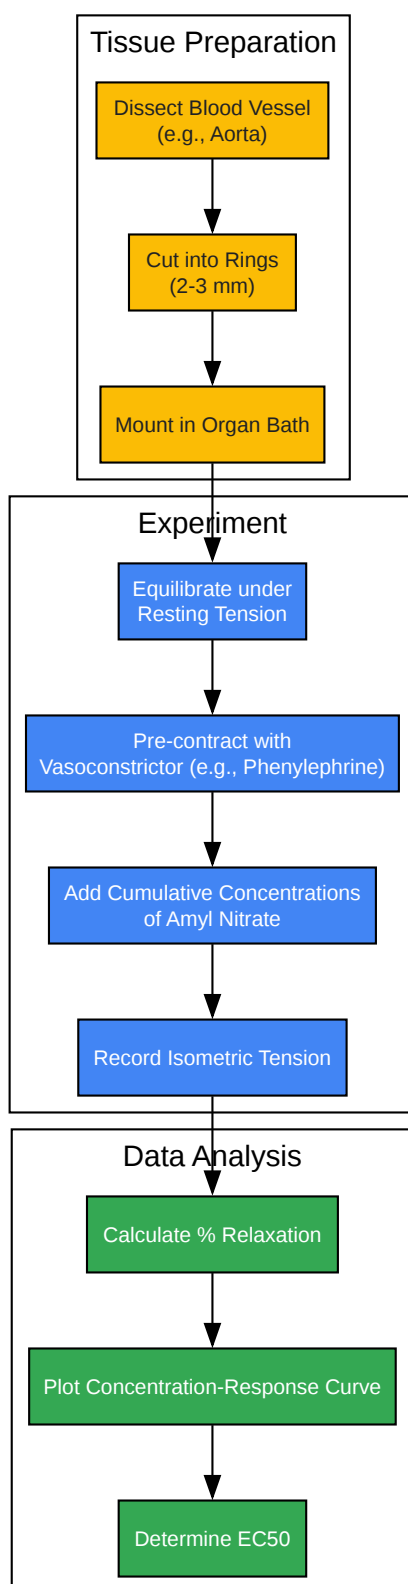 Tissue Preparation
Dissect Blood Vessel
(e.g., Aorta)
Cut into Rings
(2-3 mm)
Mount in Organ Bath
Experiment
Equilibrate under
Resting Tension
Pre-contract with
Vasoconstrictor (e.g., Phenylephrine)
Add Cumulative Concentrations
of Amyl Nitrate
Record Isometric Tension
Data Analysis
Calculate % Relaxation
Plot Concentration-Response Curve
Determine EC50